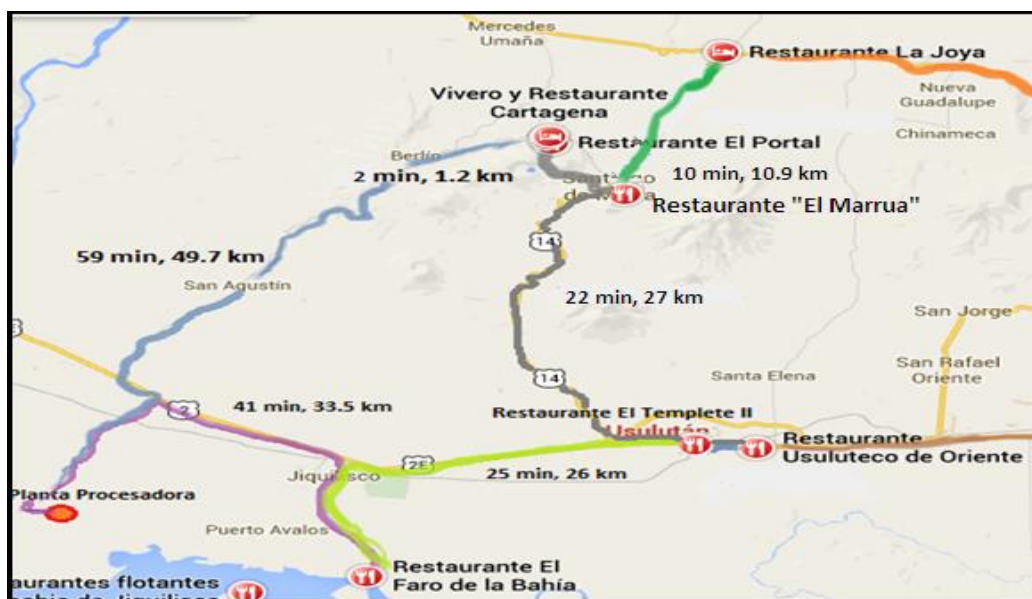 Mercedes
Umaña
Restaurante La Joya
Nueva
Guadalupe
Vivero y Restaurante
Cartagena
Chinameca
Restaurante El Portal
Berlín
2 min, 1.2 km
10 min, 10.9 km
Restaurante "El Marrua"
14
59 min, 49.7 km
San Agustín
22 min, 27 km
San Jorge
San Rafael
Oriente
14
Santa Elena
2
41 min, 33.5 km
Restaurante El Templete II
Usulután
Restaurante
Usuluteco de Oriente
2E
25 min, 26 km
Jiquilisco
Planta Procesadora
Puerto Avalos
Restaurante El
Faro de la Bahía
aurantes flotantes